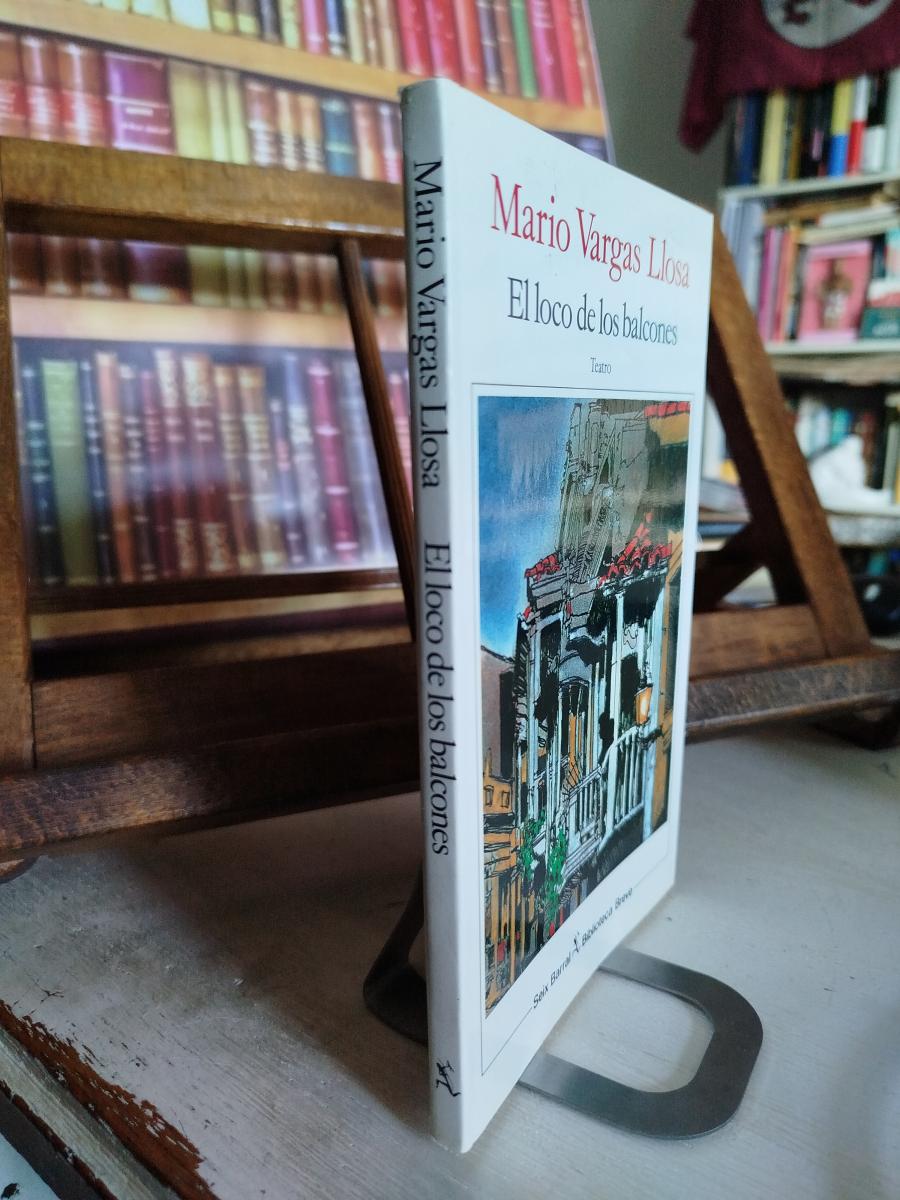 Mario Vargas Llosa El loco de los balcones
Mario Vargas Llosa
El loco de los balcones
Teatro
Seix Barral Biblioteca Breve